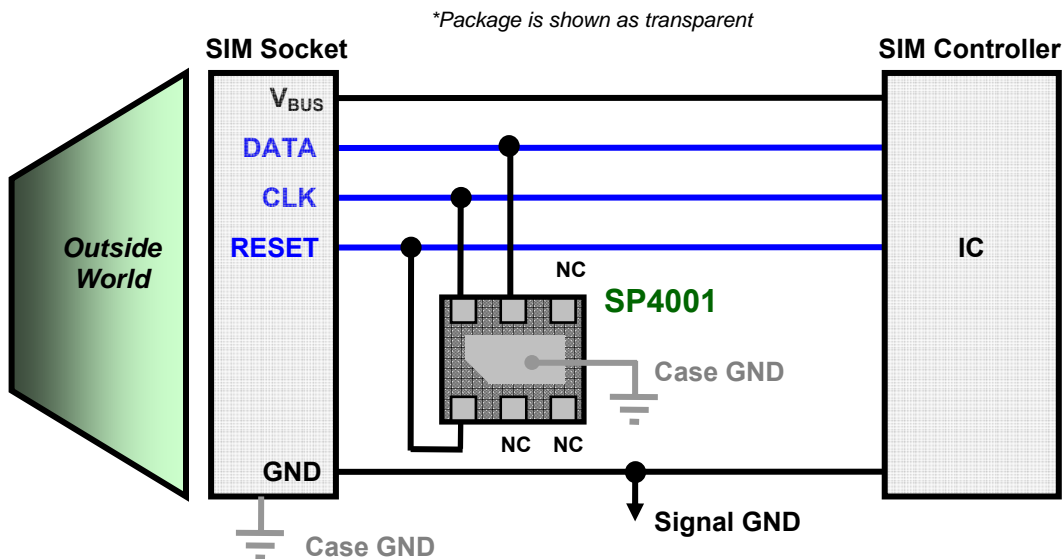 *Package is shown as transparent
SIM Socket
SIM Controller
VBUS
DATA
CLK
RESET
Outside
World
IC
NC
SP4001
Case GND
NC NC
GND
Signal GND
Case GND